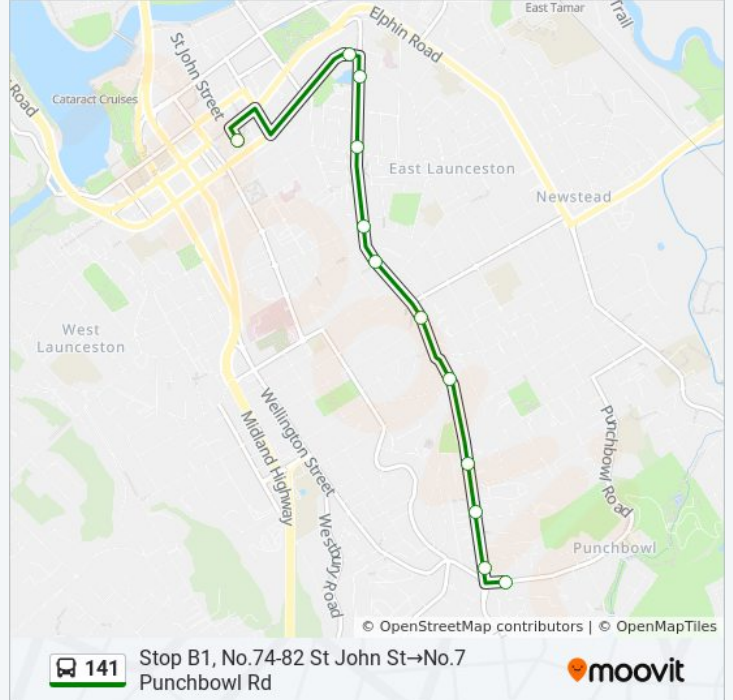 Elphin Road
East Tamar
Trail
St John Street
Road
Cataract Cruises
East Launceston
Newstead
West
Launceston
Wellington Street
Midland Highway
Westbury Road
Punchbowl Road
Punchbowl
© OpenStreetMap contributors | © OpenMapTiles
141
Stop B1, No.74-82 St John St→No.7
Punchbowl Rd
moovit